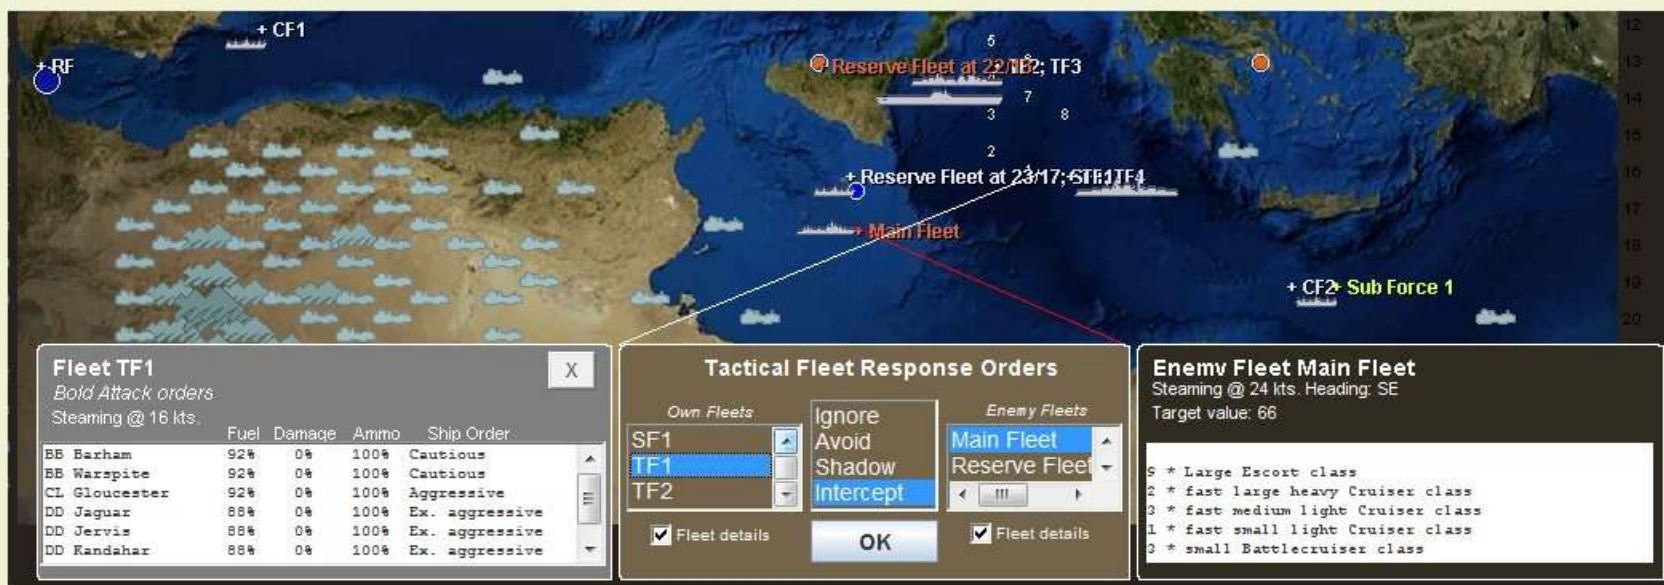 + CF1
+ RF
+ Reserve Fleet at 22/
TF2; TF3
5
7
3
8
2
12
13
14
15
16
17
18
19
20
+ Reserve Fleet at 23/17;
TF4
+ Main Fleet
+ CF2
+ Sub Force 1
Fleet TF1
X
Bold Attack orders
Steaming @ 16 kts.
Fuel Damage Ammo Ship Order
BB Barham 92% 0% 100% Cautious
BB Warspite 92% 0% 100% Cautious
CL Gloucester 92% 0% 100% Aggressive
DD Jaguar 88% 0% 100% Ex. aggressive
DD Jervis 88% 0% 100% Ex. aggressive
DD Kandahar 88% 0% 100% Ex. aggressive
Tactical Fleet Response Orders
Own Fleets
SF1
TF1
TF2
Fleet details
Ignore
Avoid
Shadow
Intercept
OK
Enemy Fleets
Main Fleet
Reserve Fleet
Fleet details
Enemy Fleet Main Fleet
Steaming @ 24 kts. Heading: SE
Target value: 66
* Large Escort class
2 * fast large heavy Cruiser class
3 * fast medium light Cruiser class
1 * fast small light Cruiser class
3 * small Battlecruiser class